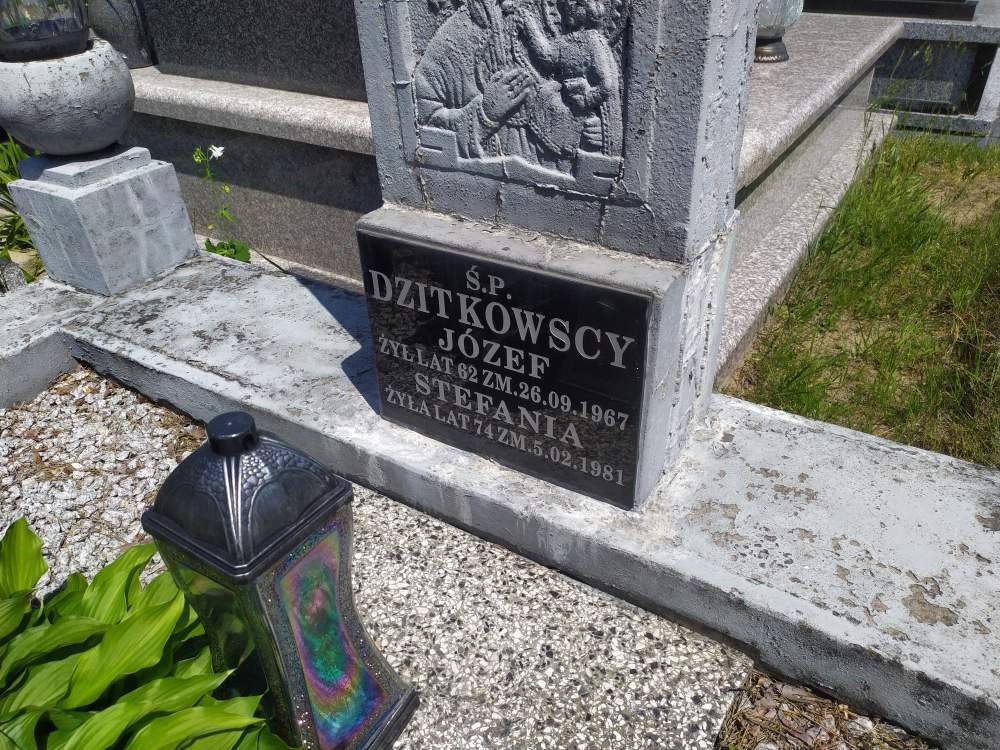 Ś.P.
DZITKOWSCY
JÓZEF
ŻYŁ LAT 62 ZM.26.09.1967
STEFANIA
ŻYŁA LAT 74 ZM.5.02.1981